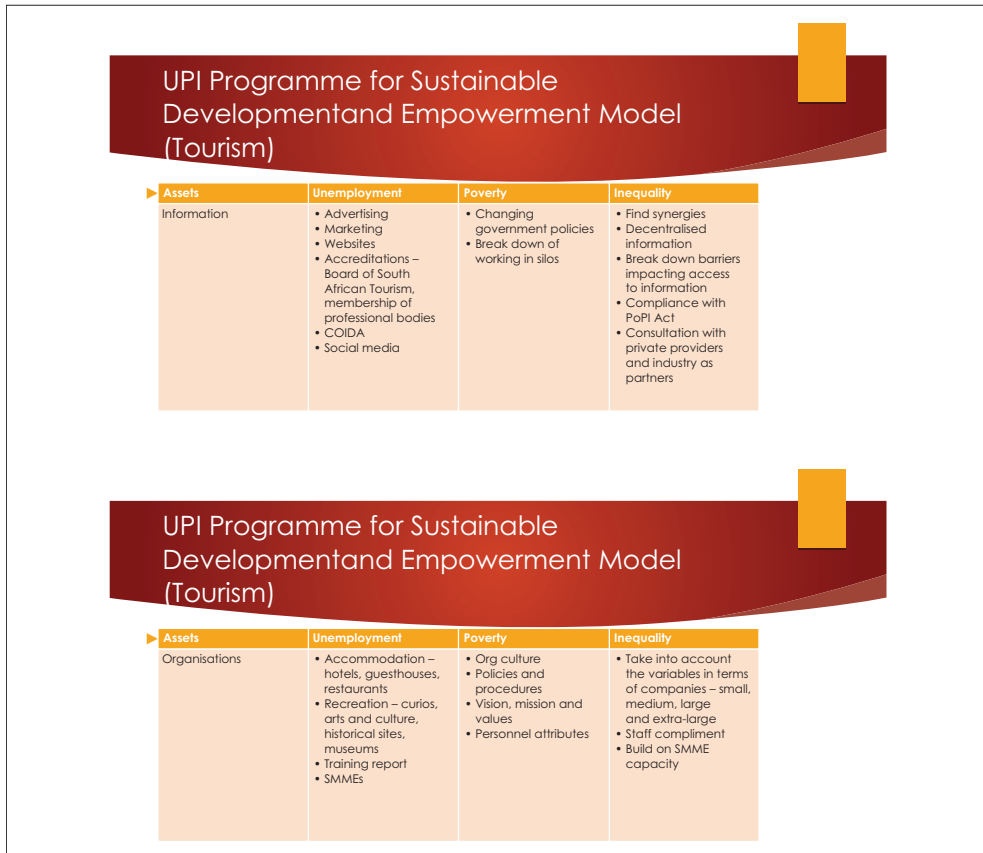 UPI Programme for Sustainable
Developmentand Empowerment Model
(Tourism)
Assets
Unemployment
Poverty
Inequality
Information
• Advertising
• Marketing
• Websites
• Accreditations –
Board of South
African Tourism,
membership of
professional bodies
• COIDA
• Social media
• Changing
government policies
• Break down of
working in silos
• Find synergies
• Decentralised
information
• Break down barriers
impacting access
to information
• Compliance with
PoPI Act
• Consultation with
private providers
and industry as
partners
UPI Programme for Sustainable
Developmentand Empowerment Model
(Tourism)
Assets
Unemployment
Poverty
Inequality
Organisations
• Accommodation –
hotels, guesthouses,
restaurants
• Recreation – curios,
arts and culture,
historical sites,
museums
• Training report
• SMMEs
• Org culture
• Policies and
procedures
• Vision, mission and
values
• Personnel attributes
• Take into account
the variables in terms
of companies – small,
medium, large
and extra-large
• Staff compliment
• Build on SMME
capacity